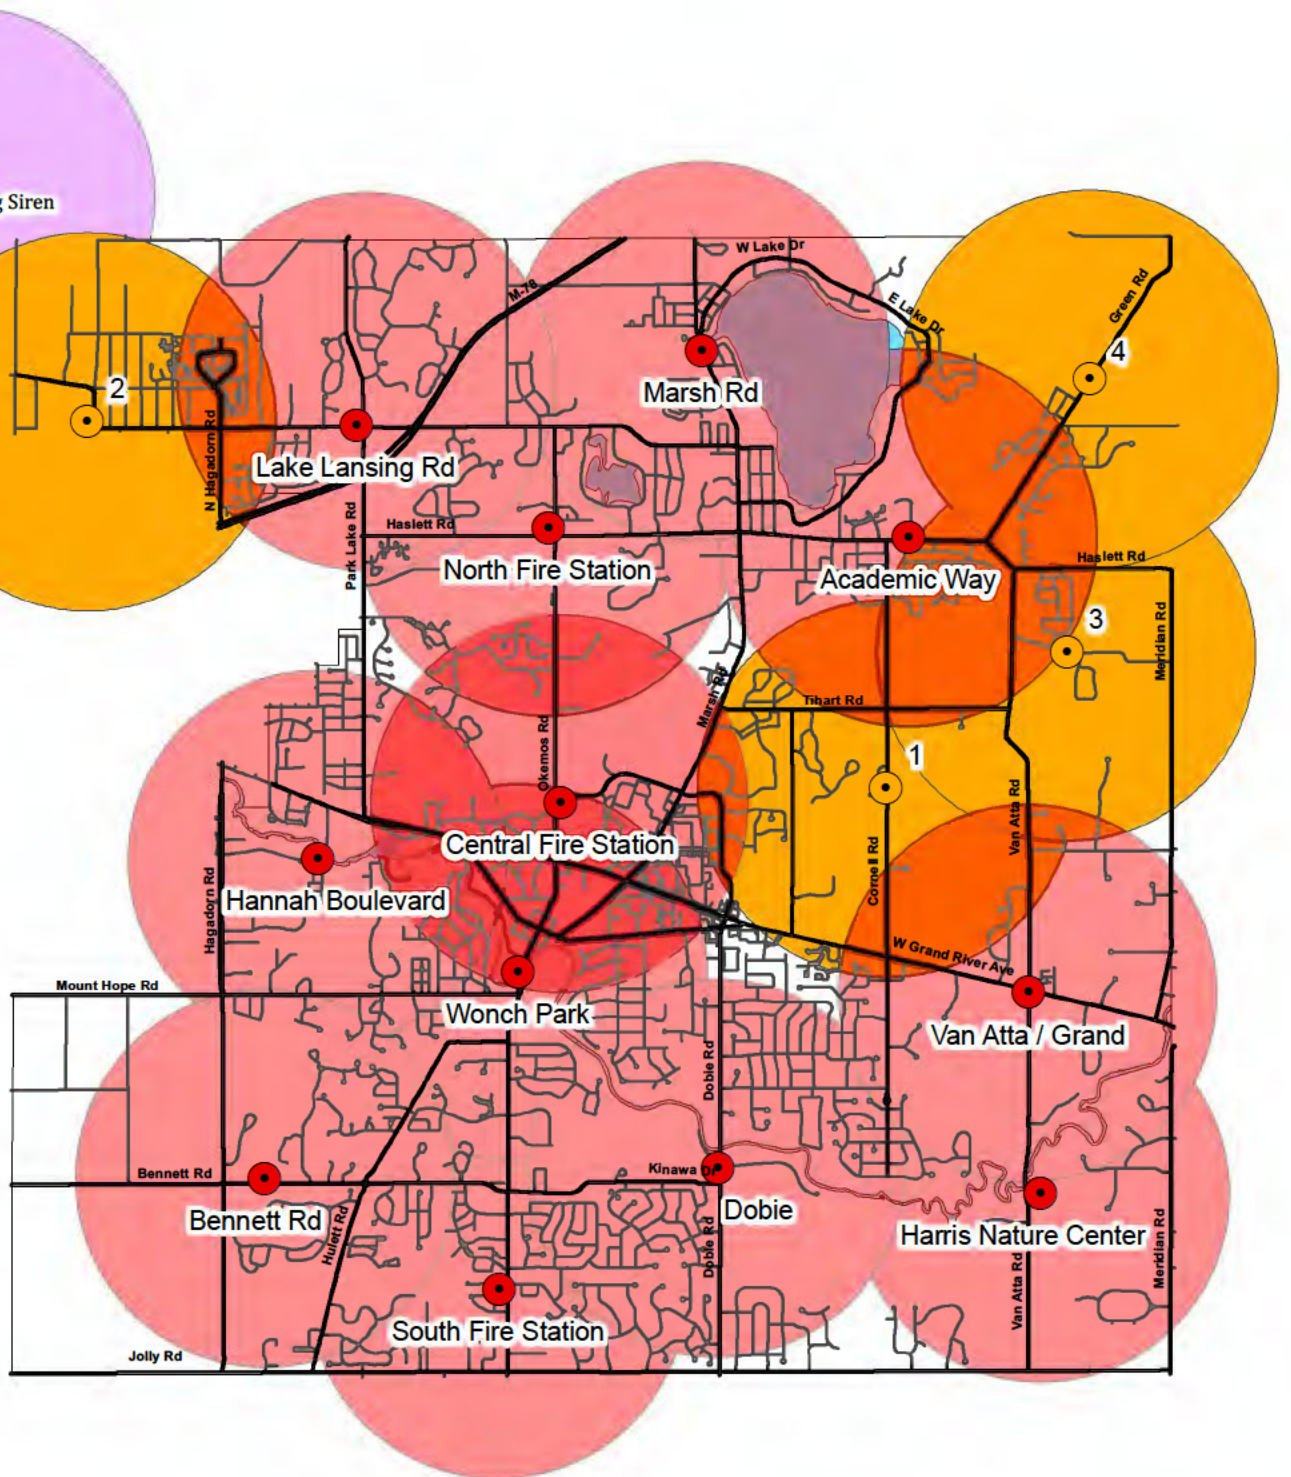 g Siren
W Lake Dr
M-78
E Lake Dr
Green Rd
4
2
Marsh Rd
N Hagadorn Rd
Lake Lansing Rd
Park Lake Rd
Haslett Rd
North Fire Station
Academic Way
Haslett Rd
3
Meridian Rd
Marsh Rd
Tihart Rd
Okemos Rd
1
Van Atta Rd
Central Fire Station
Cornell Rd
Hannah Boulevard
Hagadorn Rd
W Grand River Ave
Mount Hope Rd
Wonch Park
Van Atta / Grand
Dobie Rd
Bennett Rd
Kinawa Dr
Bennett Rd
Dobie
Hulett Rd
Dobie Rd
Harris Nature Center
Meridian Rd
Van Atta Rd
South Fire Station
Jolly Rd